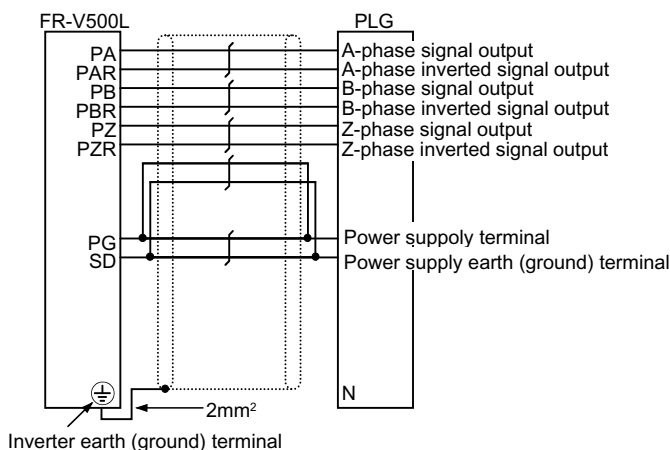 FR-V500L PLG
PA A-phase signal output
PAR A-phase inverted signal output
PB B-phase signal output
PBR B-phase inverted signal output
PZ Z-phase signal output
PZR Z-phase inverted signal output
PG Power suppoly terminal
SD Power supply earth (ground) terminal
N
2mm²
Inverter earth (ground) terminal